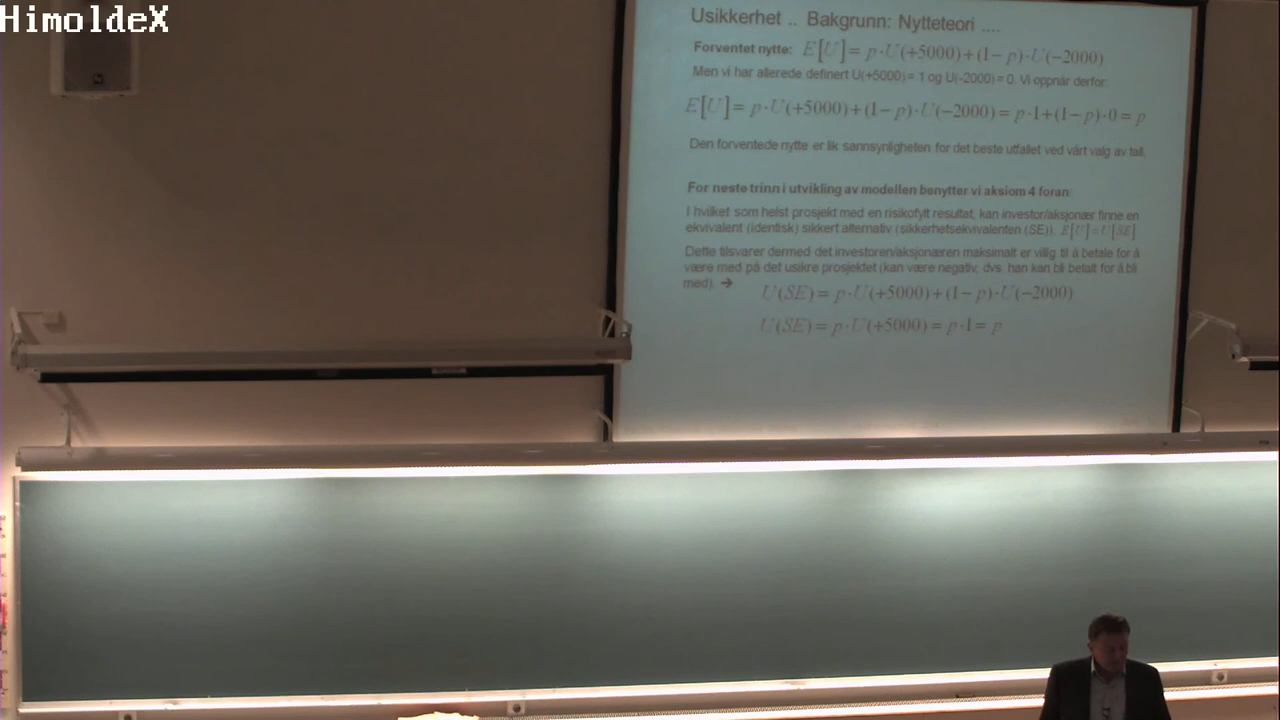 HimoldeX
Usikkerhet .. Bakgrunn: Nytteteori ....
Forventet nytte: E[U] = p·U(+5000)+(1−p)·U(−2000)
Men vi har allerede definert U(+5000)= 1 og U(-2000)= 0. Vi oppnår derfor:
E[U] = p·U(+5000)+(1−p)·U(−2000) = p·1+(1−p)·0 = p
Den forventede nytte er lik sannsynligheten for det beste utfallet ved vårt valg av tall.
For neste trinn i utvikling av modellen benytter vi aksiom 4 foran:
I hvilket som helst prosjekt med en risikofylt resultat, kan investor/aksjonær finne en
ekvivalent (identisk) sikkert alternativ (sikkerhetsekvivalenten (SE)). E[U]=U[SE]
Dette tilsvarer dermed det investoren/aksjonæren maksimalt er villig til å betale for å
være med på det usikre prosjektet (kan være negativ, dvs. han kan bli betalt for å bli
med). →
U(SE) = p·U(+5000)+(1−p)·U(−2000)
U(SE) = p·U(+5000) = p·1 = p